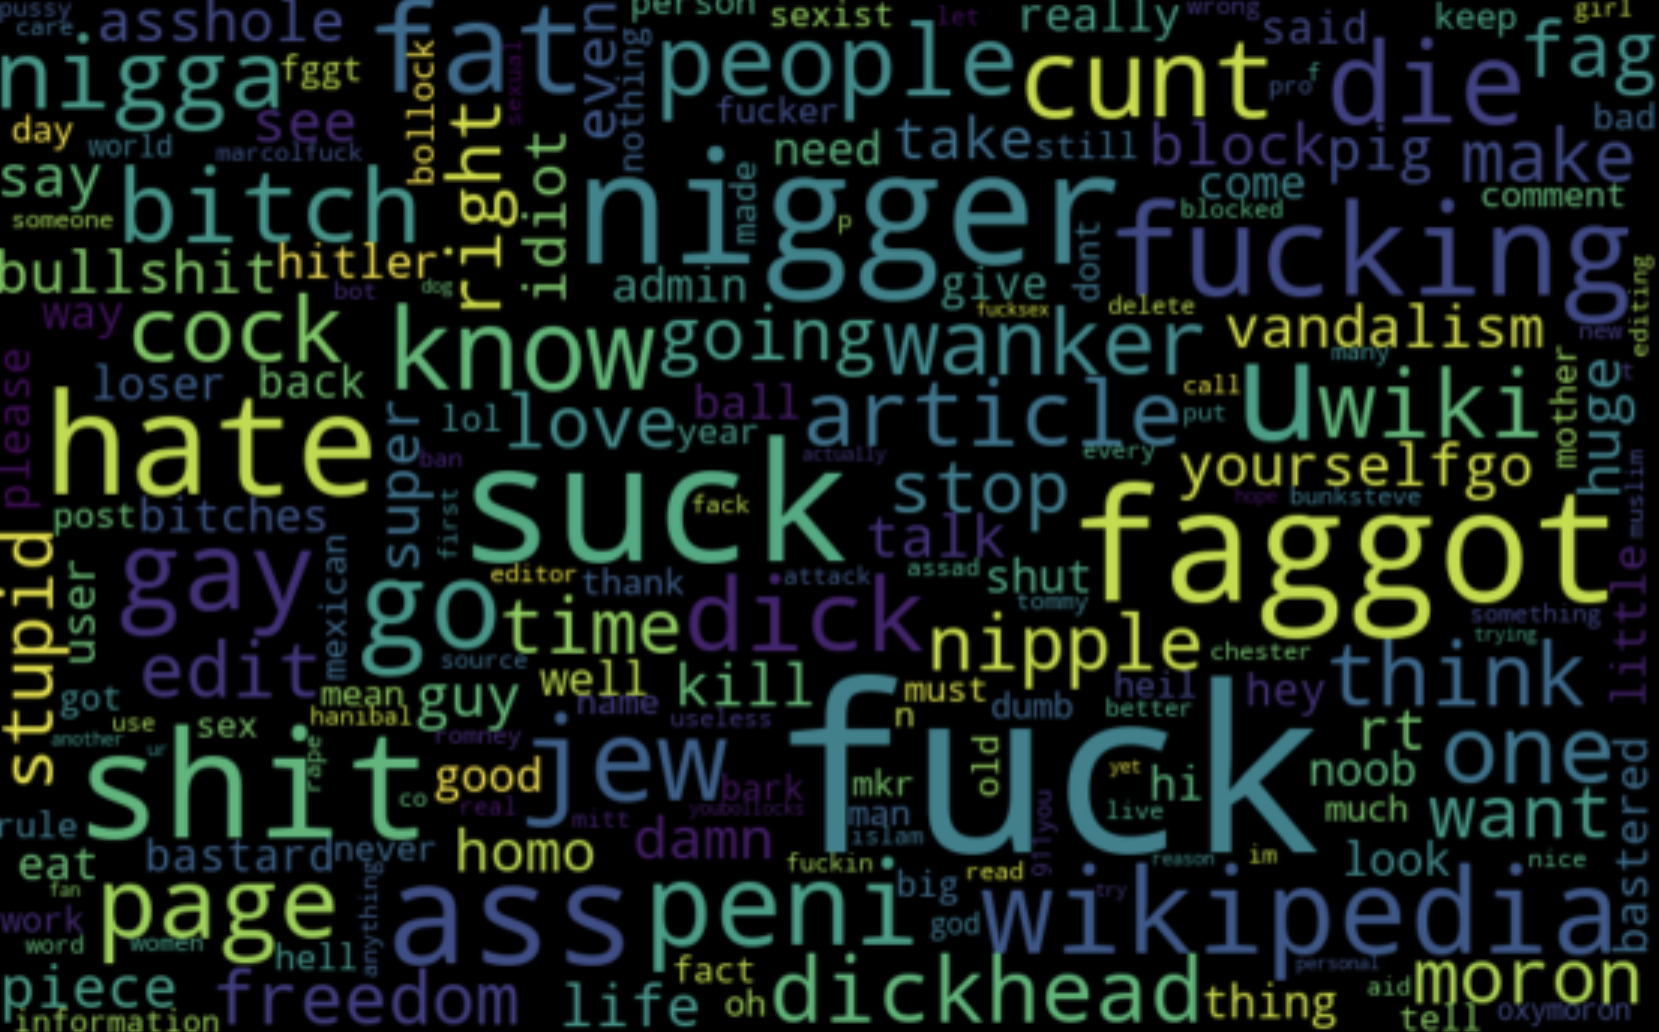 pussy care asshole fat even person sexist let really wrong said keep girl
nigga fggt bollock sexual nothing people cunt prof die fag
day world see marcolfuck right idiot fucker need take still block pig make bad
say bitch someone made nigger p come blocked comment
bullshit hitler bot dog admin give dont fucking editing
way cock know going fucksex delete wanker vandalism many new
please loser back super lol love year ball article call put U wiki mother huge t
hate ban suck fack actually stop every yourselfgo hope bunksteve muslim
post bitches first talk faggot
stupid user gay mexican go editor thank attack assad shut tommy little
edit time dick nipple chester something trying think
got source well kill must heil hey
mean guy name n dumb better
another use ur sex hanibal romney useless jew fuck rt one
shit rape co good real mitt bark youbollocks mkr old yet hi noob bastered
rule man live much want
eat bastard never homo damn islam fuckin read 911you reason im look nice
fan page anything ass peni big try wikipedia
work word women hell god
piece freedom life fact oh dickhead personal thing aid moron
information tell oxymoron